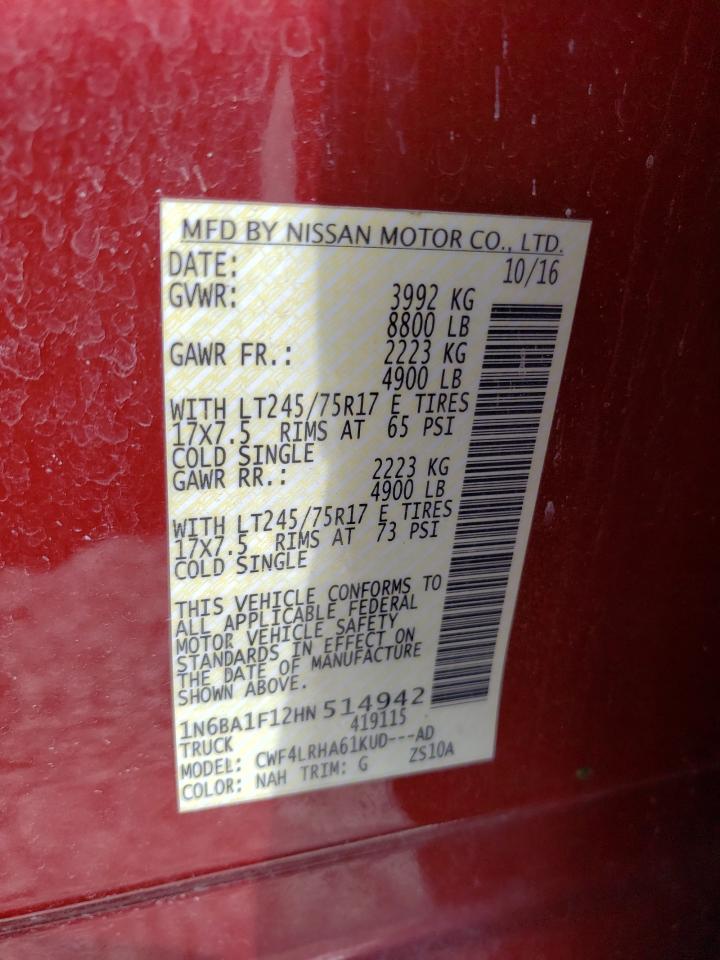 MFD BY NISSAN MOTOR CO., LTD.
DATE: 10/16
GVWR: 3992 KG
8800 LB
GAWR FR.: 2223 KG
4900 LB
WITH LT245/75R17 E TIRES
17X7.5 RIMS AT 65 PSI
COLD SINGLE
GAWR RR.: 2223 KG
4900 LB
WITH LT245/75R17 E TIRES
17X7.5 RIMS AT 73 PSI
COLD SINGLE
THIS VEHICLE CONFORMS TO
ALL APPLICABLE FEDERAL
MOTOR VEHICLE SAFETY
STANDARDS IN EFFECT ON
THE DATE OF MANUFACTURE
SHOWN ABOVE.
1N6BA1F12HN 514942
TRUCK 419115
MODEL: CWF4LRHA61KUD---AD
COLOR: NAH TRIM: G ZS10A